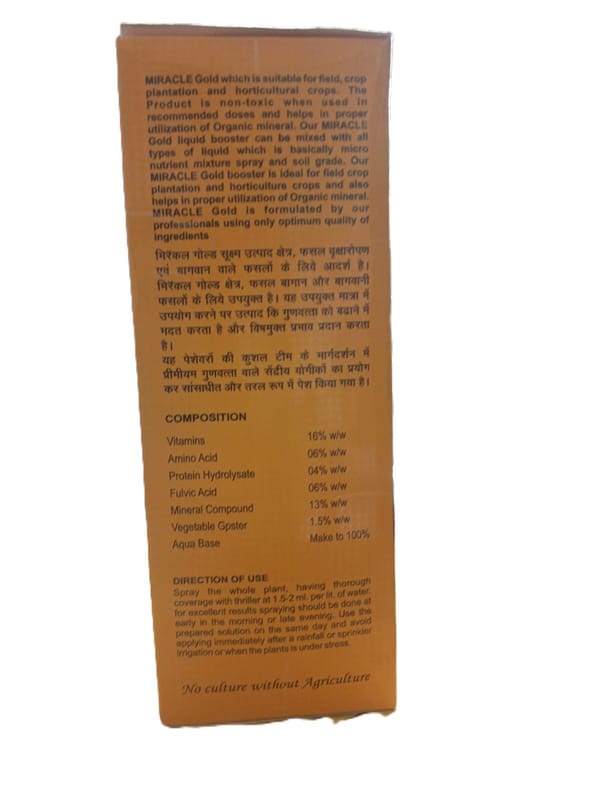 MIRACLE Gold which is suitable for field, crop
plantation and horticultural crops. The
Product is non-toxic when used in
recommended doses and helps in proper
utilization of Organic mineral. Our MIRACLE
Gold liquid booster can be mixed with all
types of liquid which is basically micro
nutrient mixture spray and soil grade. Our
MIRACLE Gold booster is ideal for field crop
plantation and horticulture crops and also
helps in proper utilization of Organic mineral.
MIRACLE Gold is formulated by our
professionals using only optimum quality of
ingredients
मिरॅकल गोल्ड सूक्ष्म उत्पाद क्षेत्र, फसल वृक्षारोपण
एवं बागवान वाले फसलों के लिये आदर्श है।
मिरॅकल गोल्ड क्षेत्र, फसल बागान और बागवानी
फसलों के लिये उपयुक्त है। यह उपयुक्त मात्रा में
उपयोग करने पर उत्पाद कि गुणवत्ता को बढाने में
मदत करता है और विषमुक्त प्रभाव प्रदान करता
है।
यह पेशेवरों की कुशल टीम के मार्गदर्शन में
प्रीमीयम गुणवत्ता वाले सेंद्रीय योगीकों का प्रयोग
कर सांसाधीत और तरल रूप में पेश किया गया है।
COMPOSITION
Vitamins 16% w/w
Amino Acid 06% w/w
Protein Hydrolysate 04% w/w
Fulvic Acid 06% w/w
Mineral Compound 13% w/w
Vegetable Gpster 1.5% w/w
Aqua Base Make to 100%
DIRECTION OF USE
Spray the whole plant, having thorough
coverage with thriller at 1.5-2 ml. per lit. of water.
for excellent results spraying should be done at
early in the morning or late evening. Use the
prepared solution on the same day and avoid
applying immediately after a rainfall or sprinkler
irrigation or when the plants is under stress.
No culture without Agriculture